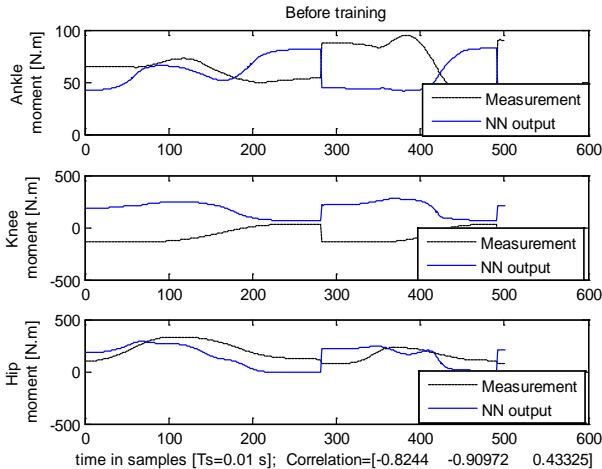 Before training
Ankle
moment [N.m]
100
50
0
Measurement
NN output
0 100 200 300 400 500 600
Knee
moment [N.m]
500
0
-500
Measurement
NN output
0 100 200 300 400 500 600
Hip
moment [N.m]
500
0
-500
Measurement
NN output
0 100 200 300 400 500 600
time in samples [Ts=0.01 s]; Correlation=[-0.8244 -0.90972 0.43325]